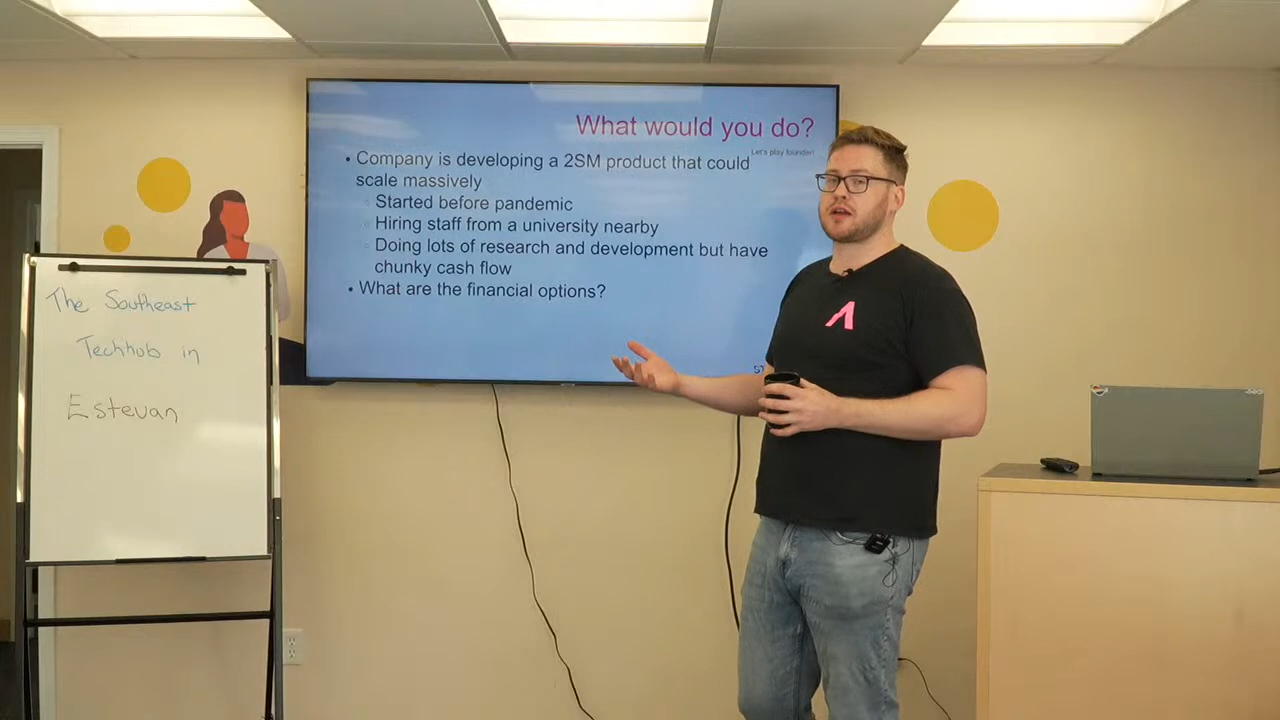 What would you do?
Let's play founder!
• Company is developing a 2SM product that could
scale massively
◦ Started before pandemic
◦ Hiring staff from a university nearby
◦ Doing lots of research and development but have
chunky cash flow
• What are the financial options?
The Southeast
Techhub in
Estevan